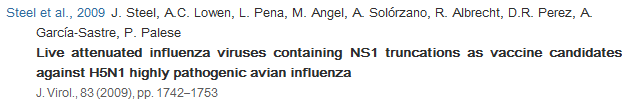 Steel et al., 2009 J. Steel, A.C. Lowen, L. Pena, M. Angel, A. Solórzano, R. Albrecht, D.R. Perez, A.
García-Sastre, P. Palese
Live attenuated influenza viruses containing NS1 truncations as vaccine candidates
against H5N1 highly pathogenic avian influenza
J. Virol., 83 (2009), pp. 1742–1753